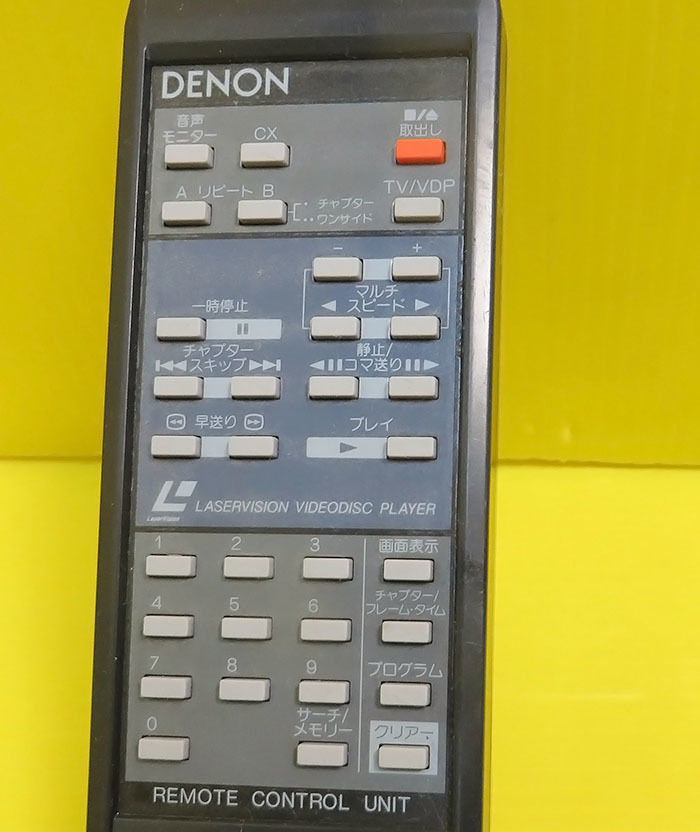 DENON
音声
モニター
CX
■/⏏
取出し
A リピート B
チャプター
ワンサイド
TV/VDP
− +
マルチ
◀ スピード ▶
一時停止
チャプター
⏮ スキップ ⏭
静止/
コマ送り
早送り
プレイ
LaserVision
LASERVISION VIDEODISC PLAYER
1 2 3
画面表示
4 5 6
チャプター/
フレーム・タイム
7 8 9
プログラム
0
サーチ/
メモリー
クリアー
REMOTE CONTROL UNIT